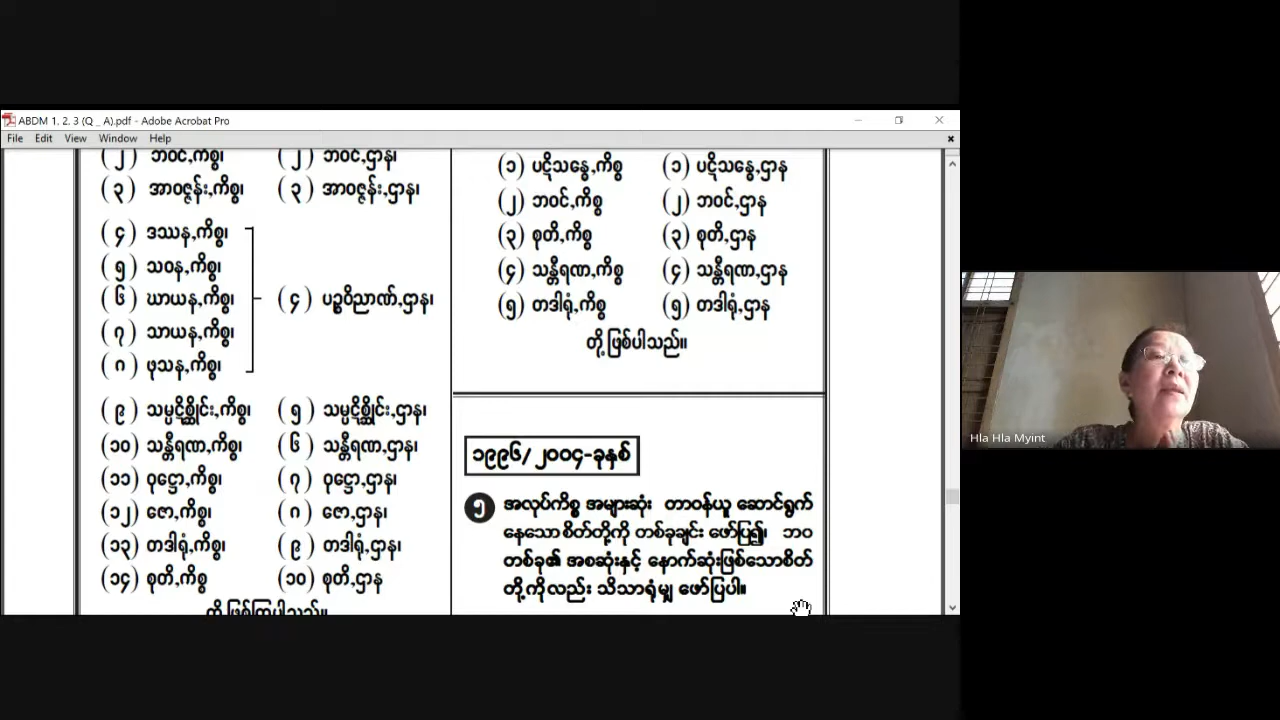 ABDM 1, 2, 3 (Q _ A).pdf - Adobe Acrobat Pro
File Edit View Window Help
(၂) ဘဝင်,ကိစ္စ၊ (၂) ဘဝင်,ဌာန၊
(၃) အာဝဇ္ဇန်း,ကိစ္စ၊ (၃) အာဝဇ္ဇန်း,ဌာန၊
(၄) ဒဿန,ကိစ္စ၊
(၅) သဝန,ကိစ္စ၊
(၆) ဃာယန,ကိစ္စ၊ (၄) ပဉ္စဝိညာဏ်,ဌာန၊
(၇) သာယန,ကိစ္စ၊
(၈) ဖုသန,ကိစ္စ၊
(၉) သမ္ပဋိစ္ဆိုင်း,ကိစ္စ၊ (၅) သမ္ပဋိစ္ဆိုင်း,ဌာန၊
(၁၀) သန္တီရဏ,ကိစ္စ၊ (၆) သန္တီရဏ,ဌာန၊
(၁၁) ဝုဋ္ဌော,ကိစ္စ၊ (၇) ဝုဋ္ဌော,ဌာန၊
(၁၂) ဇော,ကိစ္စ၊ (၈) ဇော,ဌာန၊
(၁၃) တဒါရုံ,ကိစ္စ၊ (၉) တဒါရုံ,ဌာန၊
(၁၄) စုတိ,ကိစ္စ (၁၀) စုတိ,ဌာန
တို့ဖြစ်ကြပါသည်။
(၁) ပဋိသန္ဓေ,ကိစ္စ (၁) ပဋိသန္ဓေ,ဌာန
(၂) ဘဝင်,ကိစ္စ (၂) ဘဝင်,ဌာန
(၃) စုတိ,ကိစ္စ (၃) စုတိ,ဌာန
(၄) သန္တီရဏ,ကိစ္စ (၄) သန္တီရဏ,ဌာန
(၅) တဒါရုံ,ကိစ္စ (၅) တဒါရုံ,ဌာန
တို့ဖြစ်ပါသည်။
၁၉၉၆/၂၀၀၄-ခုနှစ်
၅ အလုပ်ကိစ္စ အများဆုံး တာဝန်ယူ ဆောင်ရွက်
နေသောစိတ်တို့ကို တစ်ခုချင်း ဖော်ပြ၍၊ ဘဝ
တစ်ခု၏ အစဆုံးနှင့် နောက်ဆုံးဖြစ်သောစိတ်
တို့ကိုလည်း သိသာရုံမျှ ဖော်ပြပါ။
Hla Hla Myint